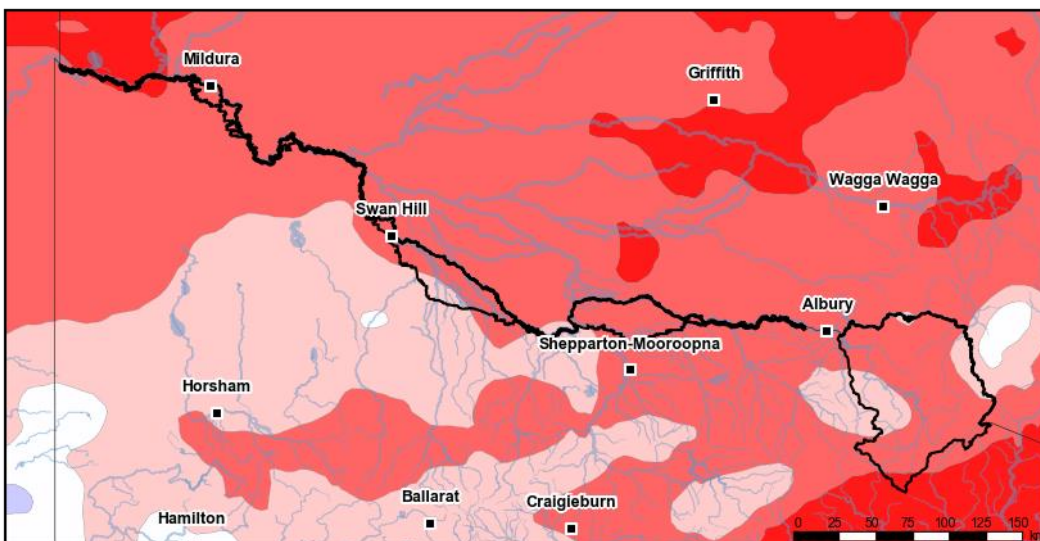 Mildura
Griffith
Wagga Wagga
Swan Hill
Albury
Shepparton-Mooroopna
Horsham
Ballarat
Craigieburn
Hamilton
0 25 50 75 100 125 150
km